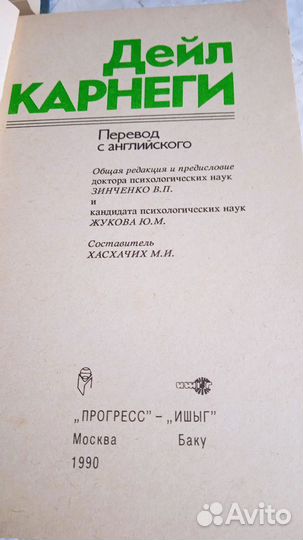 Дейл
КАРНЕГИ
Перевод
с английского
Общая редакция и предисловие
доктора психологических наук
ЗИНЧЕНКО В.П.
и
кандидата психологических наук
ЖУКОВА Ю.М.
Составитель
ХАСХАЧИХ М.И.
„ПРОГРЕСС" – „ИШЫГ"
Москва Баку
1990
Avito